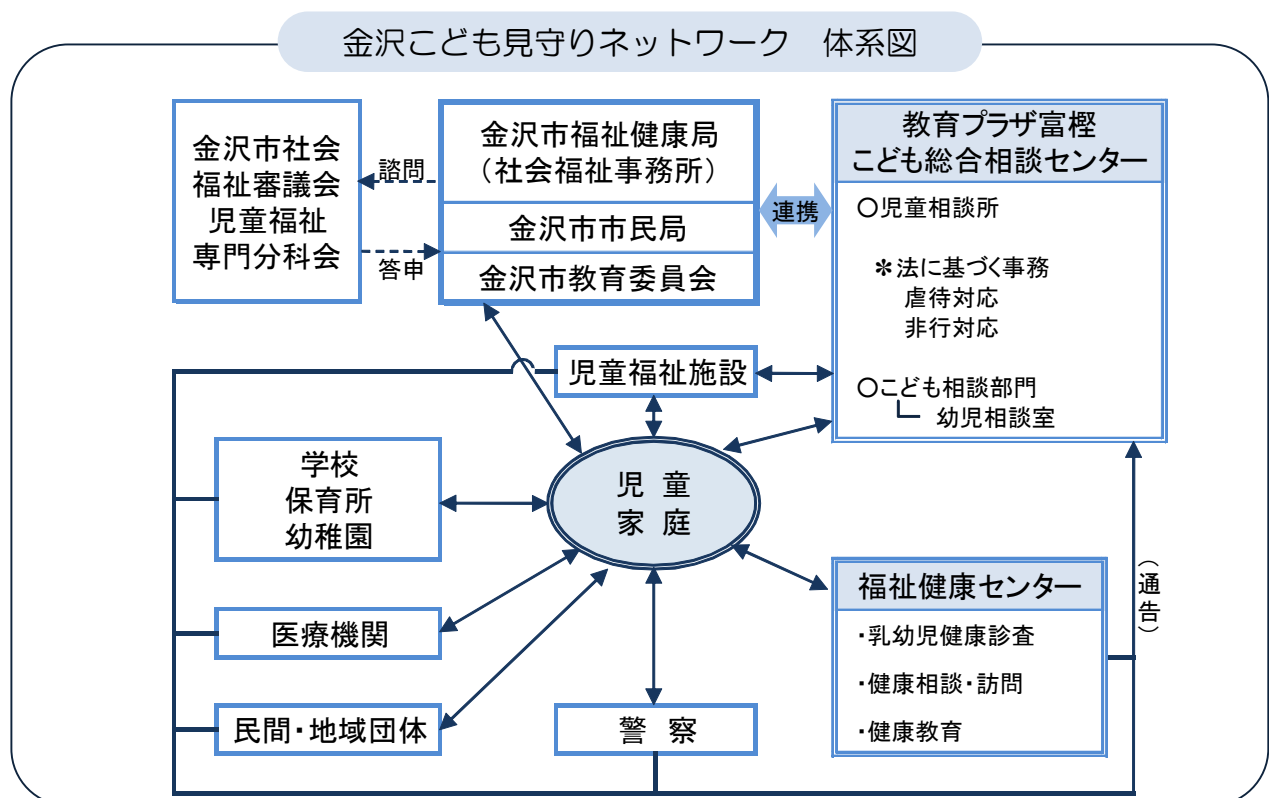 金沢こども見守りネットワーク　体系図
金沢市社会
福祉審議会
児童福祉
専門分科会
諮問
答申
金沢市福祉健康局
（社会福祉事務所）
金沢市市民局
金沢市教育委員会
連携
教育プラザ富樫
こども総合相談センター
○児童相談所
＊法に基づく事務
虐待対応
非行対応
○こども相談部門
幼児相談室
児童福祉施設
学校
保育所
幼稚園
児 童
家 庭
医療機関
民間・地域団体
警 察
福祉健康センター
・乳幼児健康診査
・健康相談・訪問
・健康教育
（通告）